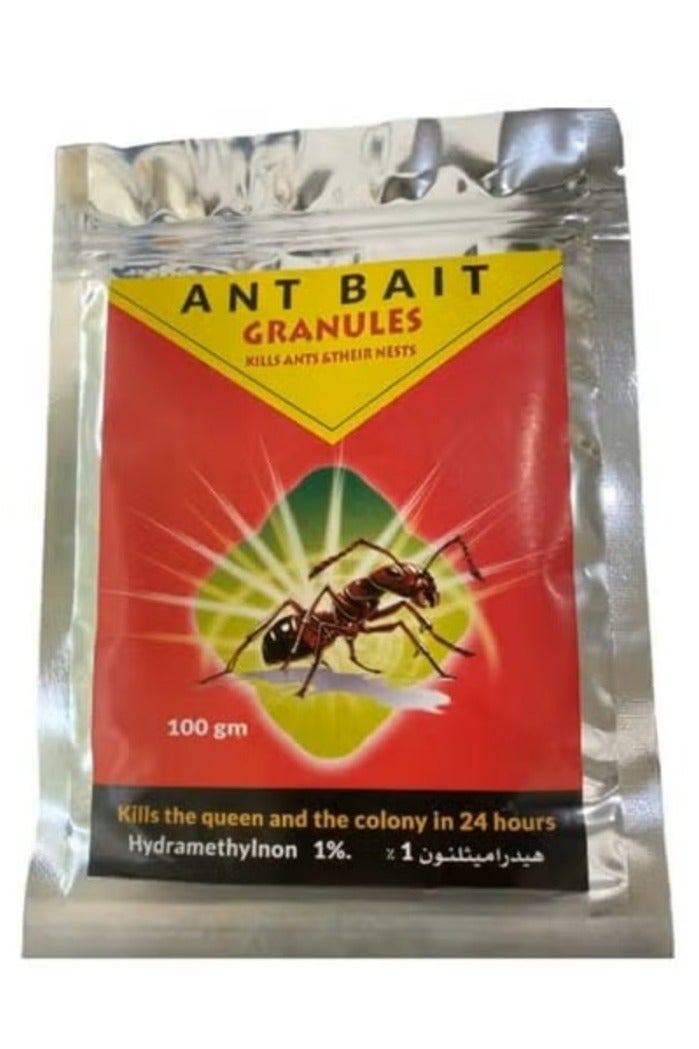 ANT BAIT
GRANULES
KILLS ANTS &THEIR NESTS
100 gm
Kills the queen and the colony in 24 hours
Hydramethylnon 1%. هيدراميثلنون 1 ٪